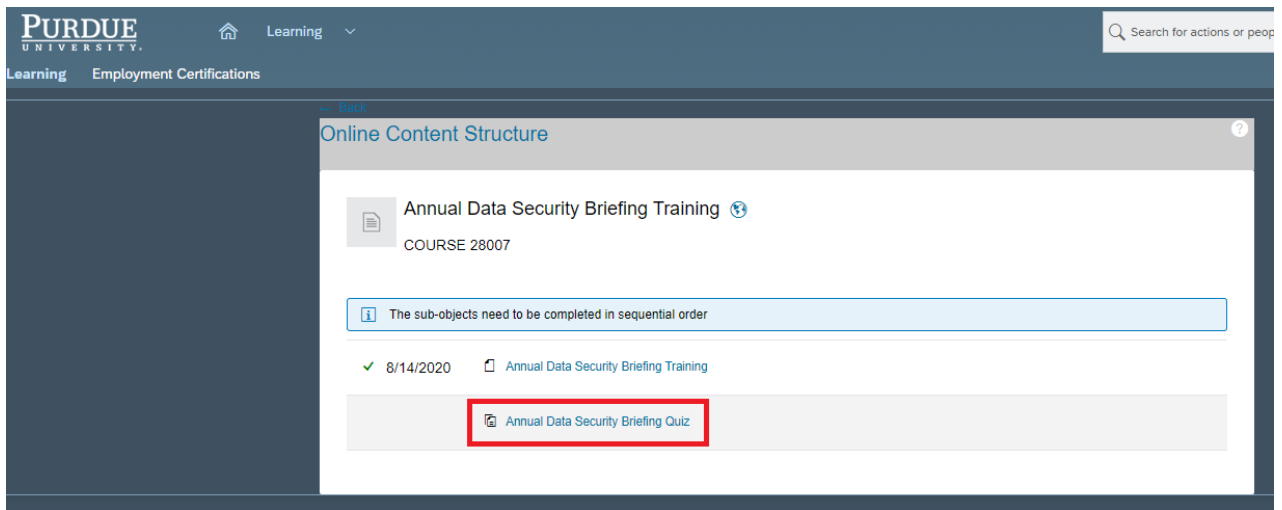 PURDUE
UNIVERSITY.
Learning
Search for actions or peop
Learning Employment Certifications
← Back
Online Content Structure
?
Annual Data Security Briefing Training
COURSE 28007
i The sub-objects need to be completed in sequential order
8/14/2020 Annual Data Security Briefing Training
Annual Data Security Briefing Quiz